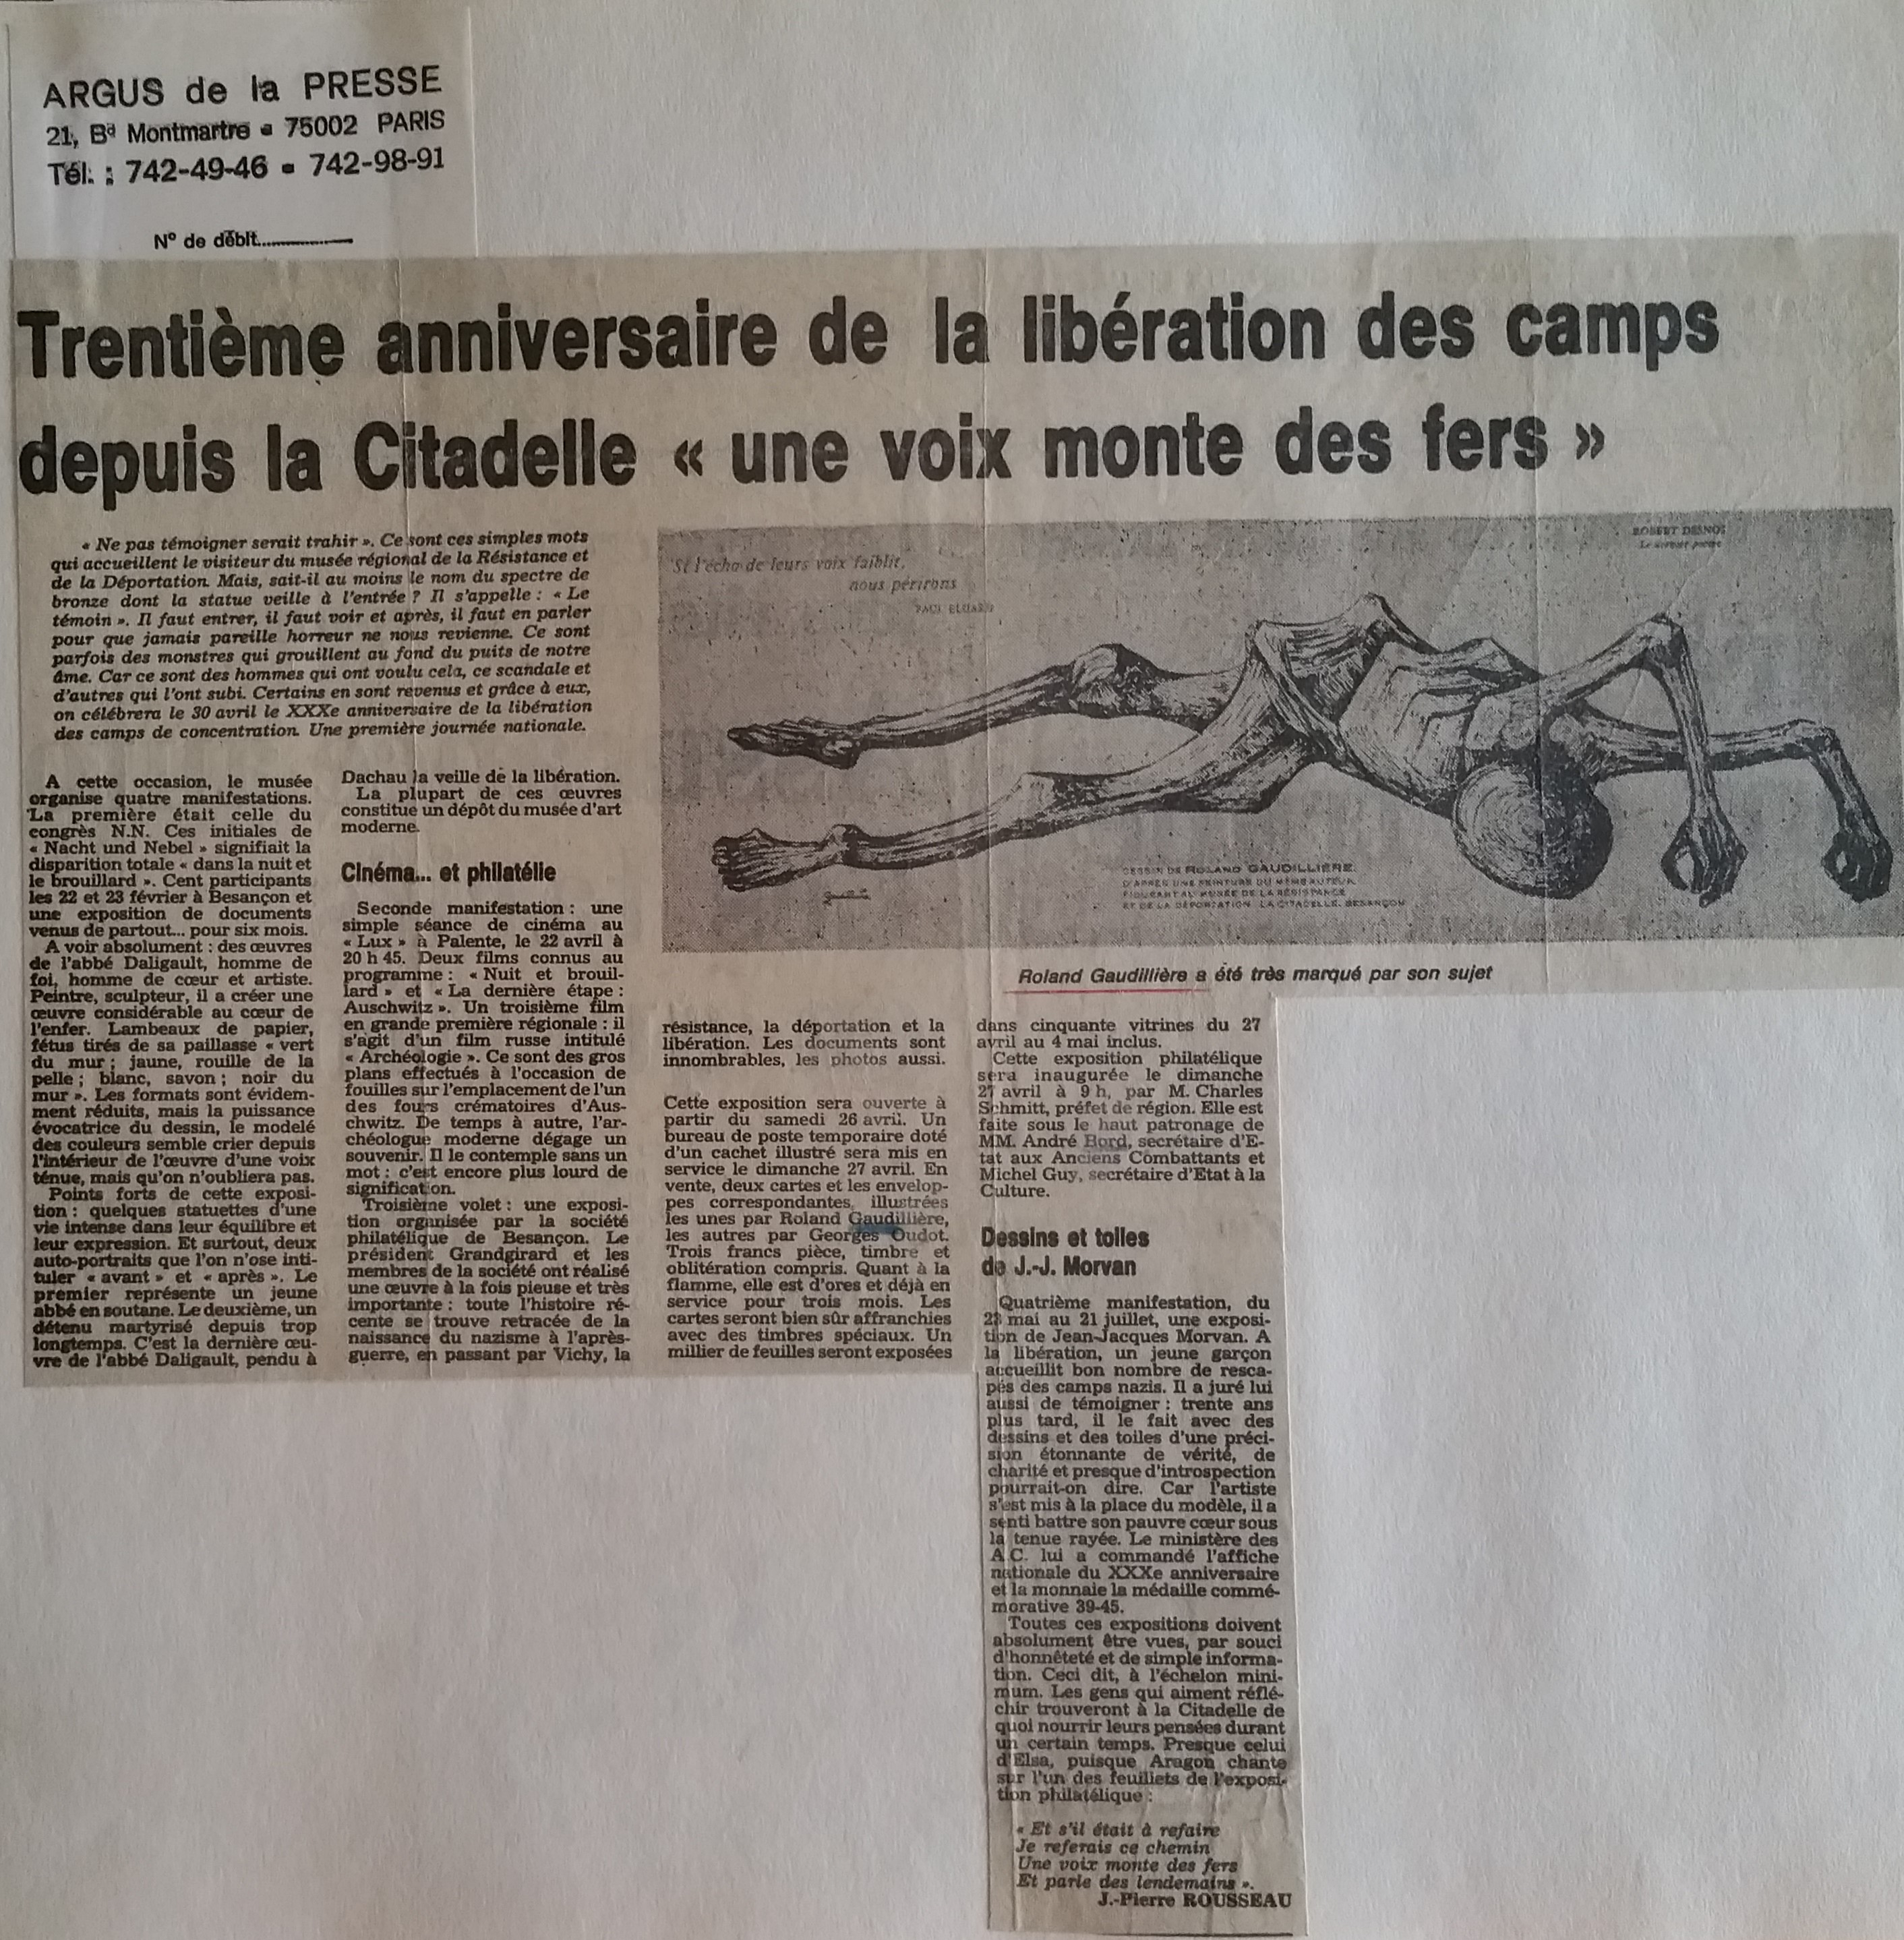 ARGUS de la PRESSE
21, Bd Montmartre - 75002 PARIS
Tél. : 742-49-46 - 742-98-91
N° de débit..............
Trentième anniversaire de la libération des camps
depuis la Citadelle « une voix monte des fers »
« Ne pas témoigner serait trahir ». Ce sont ces simples mots
qui accueillent le visiteur du musée régional de la Résistance et
de la Déportation. Mais, sait-il au moins le nom du spectre de
bronze dont la statue veille à l'entrée ? Il s'appelle : « Le
témoin ». Il faut entrer, il faut voir et après, il faut en parler
pour que jamais pareille horreur ne nous revienne. Ce sont
parfois des monstres qui grouillent au fond du puits de notre
âme. Car ce sont des hommes qui ont voulu cela, ce scandale et
d'autres qui l'ont subi. Certains en sont revenus et grâce à eux,
on célébrera le 30 avril le XXXe anniversaire de la libération
des camps de concentration. Une première journée nationale.
A cette occasion, le musée
organise quatre manifestations.
La première était celle du
congrès N.N. Ces initiales de
« Nacht und Nebel » signifiait la
disparition totale « dans la nuit et
le brouillard ». Cent participants
les 22 et 23 février à Besançon et
une exposition de documents
venus de partout... pour six mois.
A voir absolument : des œuvres
de l'abbé Daligault, homme de
foi, homme de cœur et artiste.
Peintre, sculpteur, il a créer une
œuvre considérable au cœur de
l'enfer. Lambeaux de papier,
fétus tirés de sa paillasse « vert
du mur ; jaune, rouille de la
pelle ; blanc, savon ; noir du
mur ». Les formats sont évidem-
ment réduits, mais la puissance
évocatrice du dessin, le modelé
des couleurs semble crier depuis
l'intérieur de l'œuvre d'une voix
ténue, mais qu'on n'oubliera pas.
Points forts de cette exposi-
tion : quelques statuettes d'une
vie intense dans leur équilibre et
leur expression. Et surtout, deux
auto-portraits que l'on n'ose inti-
tuler « avant » et « après ». Le
premier représente un jeune
abbé en soutane. Le deuxième, un
détenu martyrisé depuis trop
longtemps. C'est la dernière œu-
vre de l'abbé Daligault, pendu à
Dachau la veille de la libération.
La plupart de ces œuvres
constitue un dépôt du musée d'art
moderne.
Cinéma... et philatélie
Seconde manifestation : une
simple séance de cinéma au
« Lux » à Palente, le 22 avril à
20 h 45. Deux films connus au
programme : « Nuit et brouil-
lard » et « La dernière étape :
Auschwitz ». Un troisième film
en grande première régionale : il
s'agit d'un film russe intitulé
« Archéologie ». Ce sont des gros
plans effectués à l'occasion de
fouilles sur l'emplacement de l'un
des fours crématoires d'Aus-
chwitz. De temps à autre, l'ar-
chéologue moderne dégage un
souvenir. Il le contemple sans un
mot : c'est encore plus lourd de
signification.
Troisième volet : une exposi-
tion organisée par la société
philatélique de Besançon. Le
président Grandgirard et les
membres de la société ont réalisé
une œuvre à la fois pieuse et très
importante : toute l'histoire ré-
cente se trouve retracée de la
naissance du nazisme à l'après-
guerre, en passant par Vichy, la
Si l'écho de leurs voix faiblit,
nous périrons
PAUL ELUARD
ROBERT DESNOS
Le dernier poème
DESSIN DE ROLAND GAUDILLIÈRE.
D'APRÈS UNE PEINTURE DU MÊME AUTEUR
FIGURANT AU MUSÉE DE LA RÉSISTANCE
ET DE LA DÉPORTATION. LA CITADELLE. BESANÇON
Roland Gaudillière a été très marqué par son sujet
résistance, la déportation et la
libération. Les documents sont
innombrables, les photos aussi.
Cette exposition sera ouverte à
partir du samedi 26 avril. Un
bureau de poste temporaire doté
d'un cachet illustré sera mis en
service le dimanche 27 avril. En
vente, deux cartes et les envelop-
pes correspondantes, illustrées
les unes par Roland Gaudillière,
les autres par Georges Oudot.
Trois francs pièce, timbre et
oblitération compris. Quant à la
flamme, elle est d'ores et déjà en
service pour trois mois. Les
cartes seront bien sûr affranchies
avec des timbres spéciaux. Un
millier de feuilles seront exposées
dans cinquante vitrines du 27
avril au 4 mai inclus.
Cette exposition philatélique
sera inaugurée le dimanche
27 avril à 9 h, par M. Charles
Schmitt, préfet de région. Elle est
faite sous le haut patronage de
MM. André Bord, secrétaire d'E-
tat aux Anciens Combattants et
Michel Guy, secrétaire d'Etat à la
Culture.
Dessins et toiles
de J.-J. Morvan
Quatrième manifestation, du
23 mai au 21 juillet, une exposi-
tion de Jean-Jacques Morvan. A
la libération, un jeune garçon
accueillit bon nombre de resca-
pés des camps nazis. Il a juré lui
aussi de témoigner : trente ans
plus tard, il le fait avec des
dessins et des toiles d'une préci-
sion étonnante de vérité, de
charité et presque d'introspection
pourrait-on dire. Car l'artiste
s'est mis à la place du modèle, il a
senti battre son pauvre cœur sous
la tenue rayée. Le ministère des
A.C. lui a commandé l'affiche
nationale du XXXe anniversaire
et la monnaie la médaille commé-
morative 39-45.
Toutes ces expositions doivent
absolument être vues, par souci
d'honnêteté et de simple informa-
tion. Ceci dit, à l'échelon mini-
mum. Les gens qui aiment réflé-
chir trouveront à la Citadelle de
quoi nourrir leurs pensées durant
un certain temps. Presque celui
d'Elsa, puisque Aragon chante
sur l'un des feuillets de l'exposi-
tion philatélique :
« Et s'il était à refaire
Je referais ce chemin
Une voix monte des fers
Et parle des lendemains ».
J.-Pierre ROUSSEAU